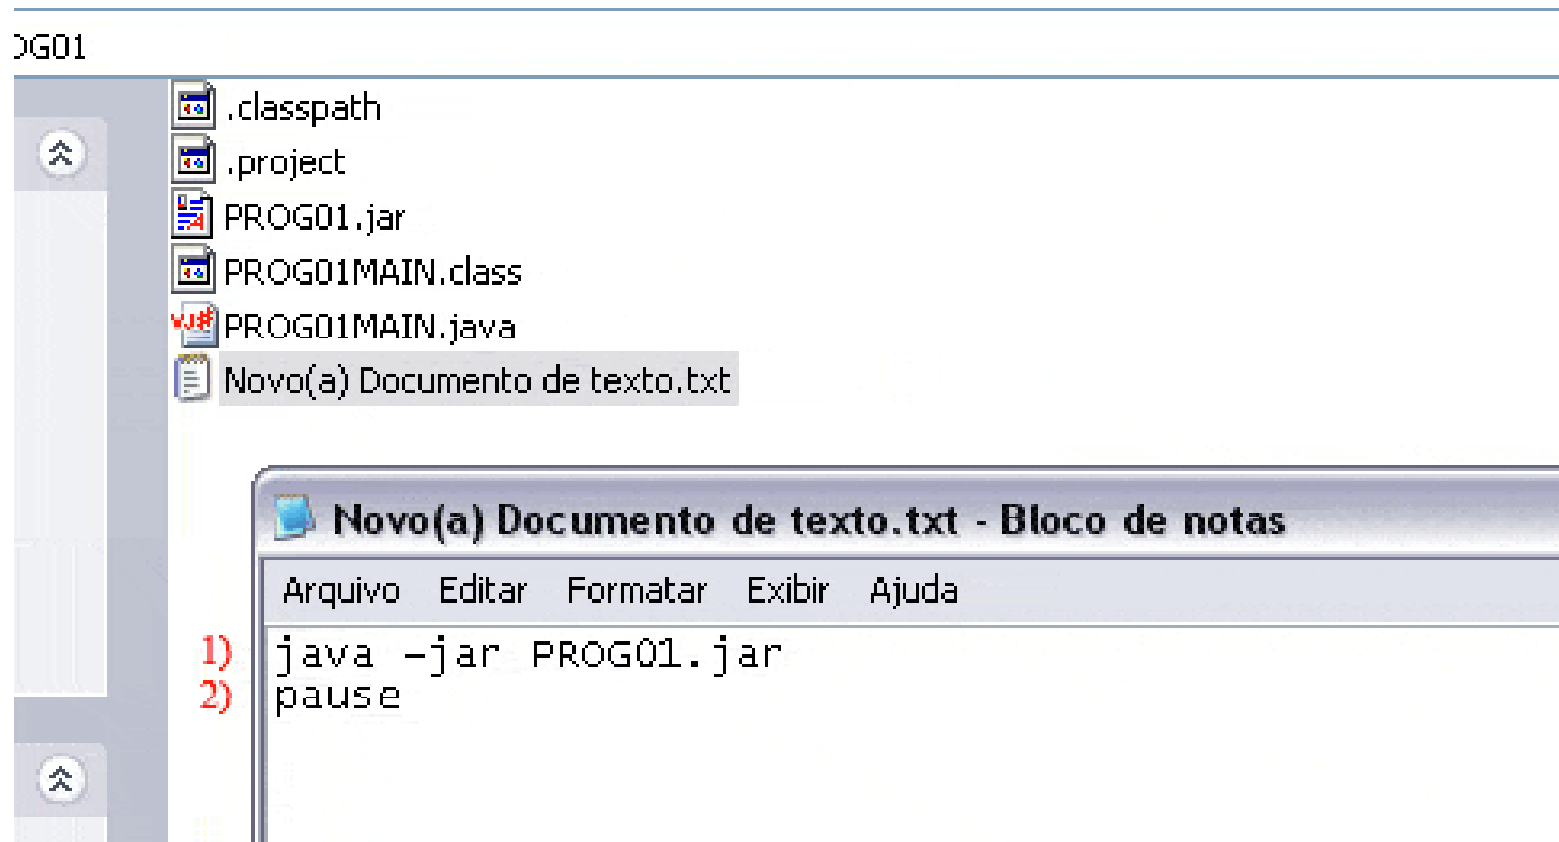 OG01
.classpath
.project
PROG01.jar
PROG01MAIN.class
PROG01MAIN.java
Novo(a) Documento de texto.txt
Novo(a) Documento de texto.txt - Bloco de notas
Arquivo Editar Formatar Exibir Ajuda
1) java -jar PROG01.jar
2) pause